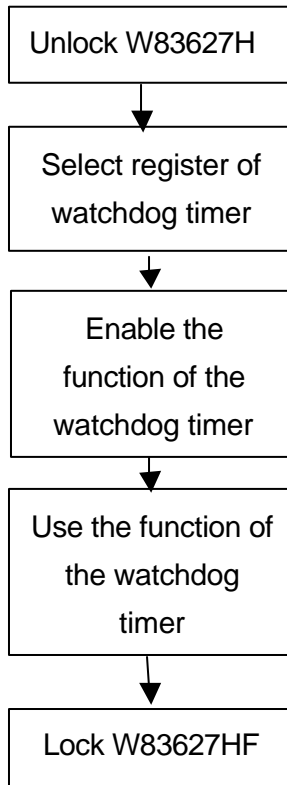 Unlock W83627H
Select register of
watchdog timer
Enable the
function of the
watchdog timer
Use the function of
the watchdog
timer
Lock W83627HF